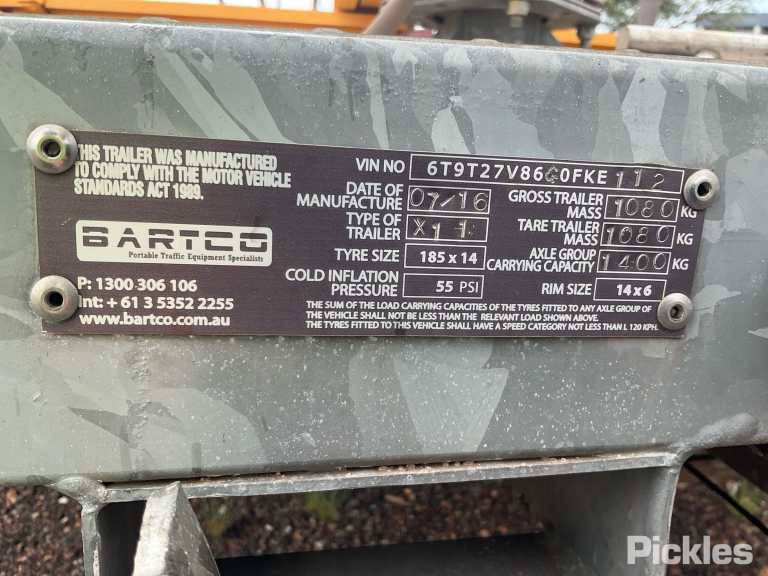 THIS TRAILER WAS MANUFACTURED
TO COMPLY WITH THE MOTOR VEHICLE
STANDARDS ACT 1989.
BARTCO
Portable Traffic Equipment Specialists
P: 1300 306 106
Int: + 61 3 5352 2255
www.bartco.com.au
VIN NO 6T9T27V86G0FKE112
DATE OF MANUFACTURE 07/16
TYPE OF TRAILER
TYRE SIZE 185 x 14
COLD INFLATION PRESSURE 55 PSI
GROSS TRAILER MASS 1080 KG
TARE TRAILER MASS 1080 KG
AXLE GROUP CARRYING CAPACITY 1400 KG
RIM SIZE 14 x 6
THE SUM OF THE LOAD CARRYING CAPACITIES OF THE TYRES FITTED TO ANY AXLE GROUP OF
THE VEHICLE SHALL NOT BE LESS THAN THE RELEVANT LOAD SHOWN ABOVE.
THE TYRES FITTED TO THIS VEHICLE SHALL HAVE A SPEED CATEGORY NOT LESS THAN L 120 KPH.
Pickles